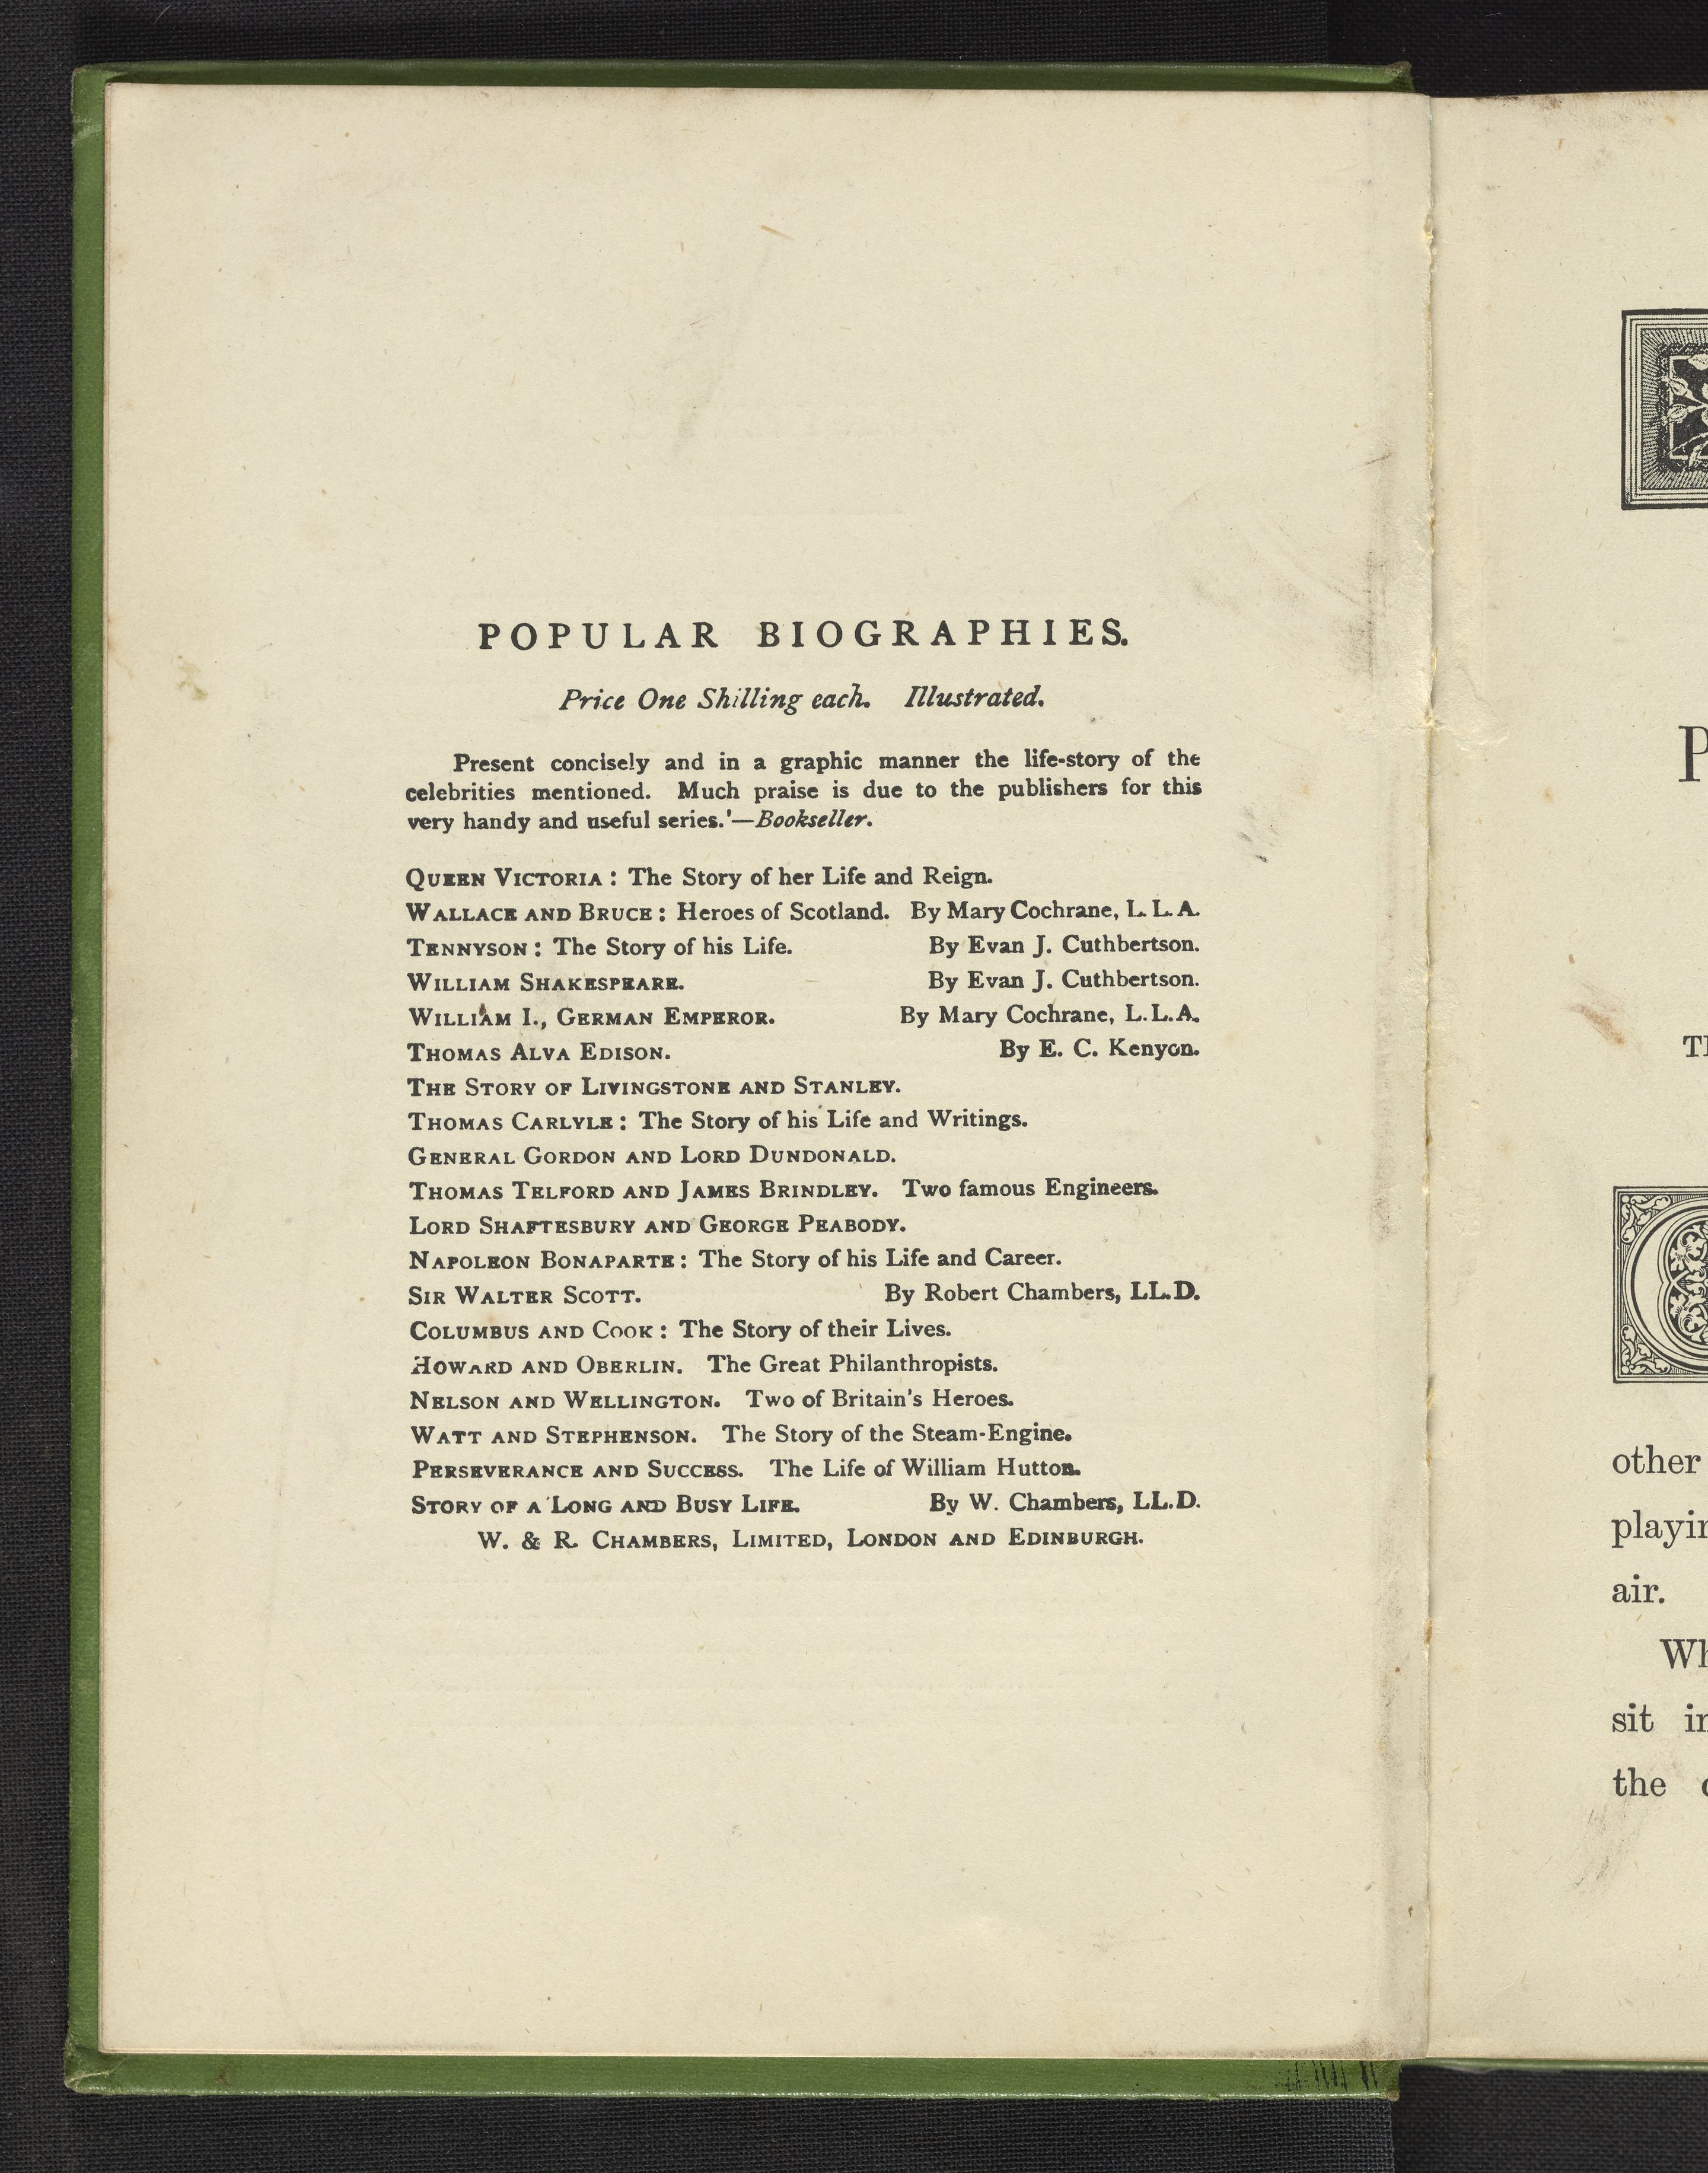 POPULAR BIOGRAPHIES.
Price One Shilling each. Illustrated.
Present concisely and in a graphic manner the life-story of the
celebrities mentioned. Much praise is due to the publishers for this
very handy and useful series.'—Bookseller.
QUEEN VICTORIA: The Story of her Life and Reign.
WALLACE AND BRUCE: Heroes of Scotland. By Mary Cochrane, L.L.A.
TENNYSON: The Story of his Life. By Evan J. Cuthbertson.
WILLIAM SHAKESPEARE. By Evan J. Cuthbertson.
WILLIAM I., GERMAN EMPEROR. By Mary Cochrane, L.L.A.
THOMAS ALVA EDISON. By E. C. Kenyon.
THE STORY OF LIVINGSTONE AND STANLEY.
THOMAS CARLYLE: The Story of his Life and Writings.
GENERAL GORDON AND LORD DUNDONALD.
THOMAS TELFORD AND JAMES BRINDLEY. Two famous Engineers.
LORD SHAFTESBURY AND GEORGE PEABODY.
NAPOLEON BONAPARTE: The Story of his Life and Career.
SIR WALTER SCOTT. By Robert Chambers, LL.D.
COLUMBUS AND COOK: The Story of their Lives.
HOWARD AND OBERLIN. The Great Philanthropists.
NELSON AND WELLINGTON. Two of Britain's Heroes.
WATT AND STEPHENSON. The Story of the Steam-Engine.
PERSEVERANCE AND SUCCESS. The Life of William Hutton.
STORY OF A LONG AND BUSY LIFE. By W. Chambers, LL.D.
W. & R. CHAMBERS, LIMITED, LONDON AND EDINBURGH.
P
other
air.
sit
the